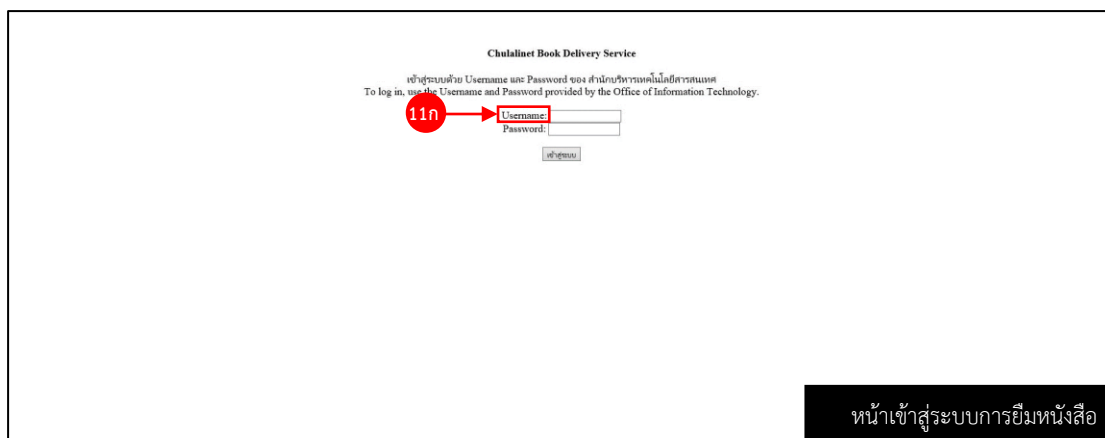 Chulalinet Book Delivery Service
เข้าสู่ระบบด้วย Username และ Password ของ สำนักบริหารเทคโนโลยีสารสนเทศ
To log in, use the Username and Password provided by the Office of Information Technology.
11ก
Username:
Password:
เข้าสู่ระบบ
หน้าเข้าสู่ระบบการยืมหนังสือ